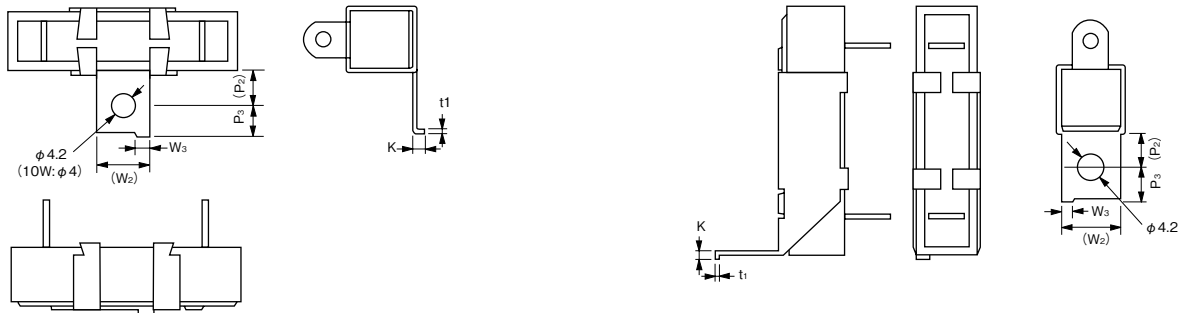 (P₂)
P₃
φ4.2
(10W:φ4)
W₃
(W₂)
t1
K
K
t₁
(P₂)
P₃
W₃
(W₂)
φ4.2